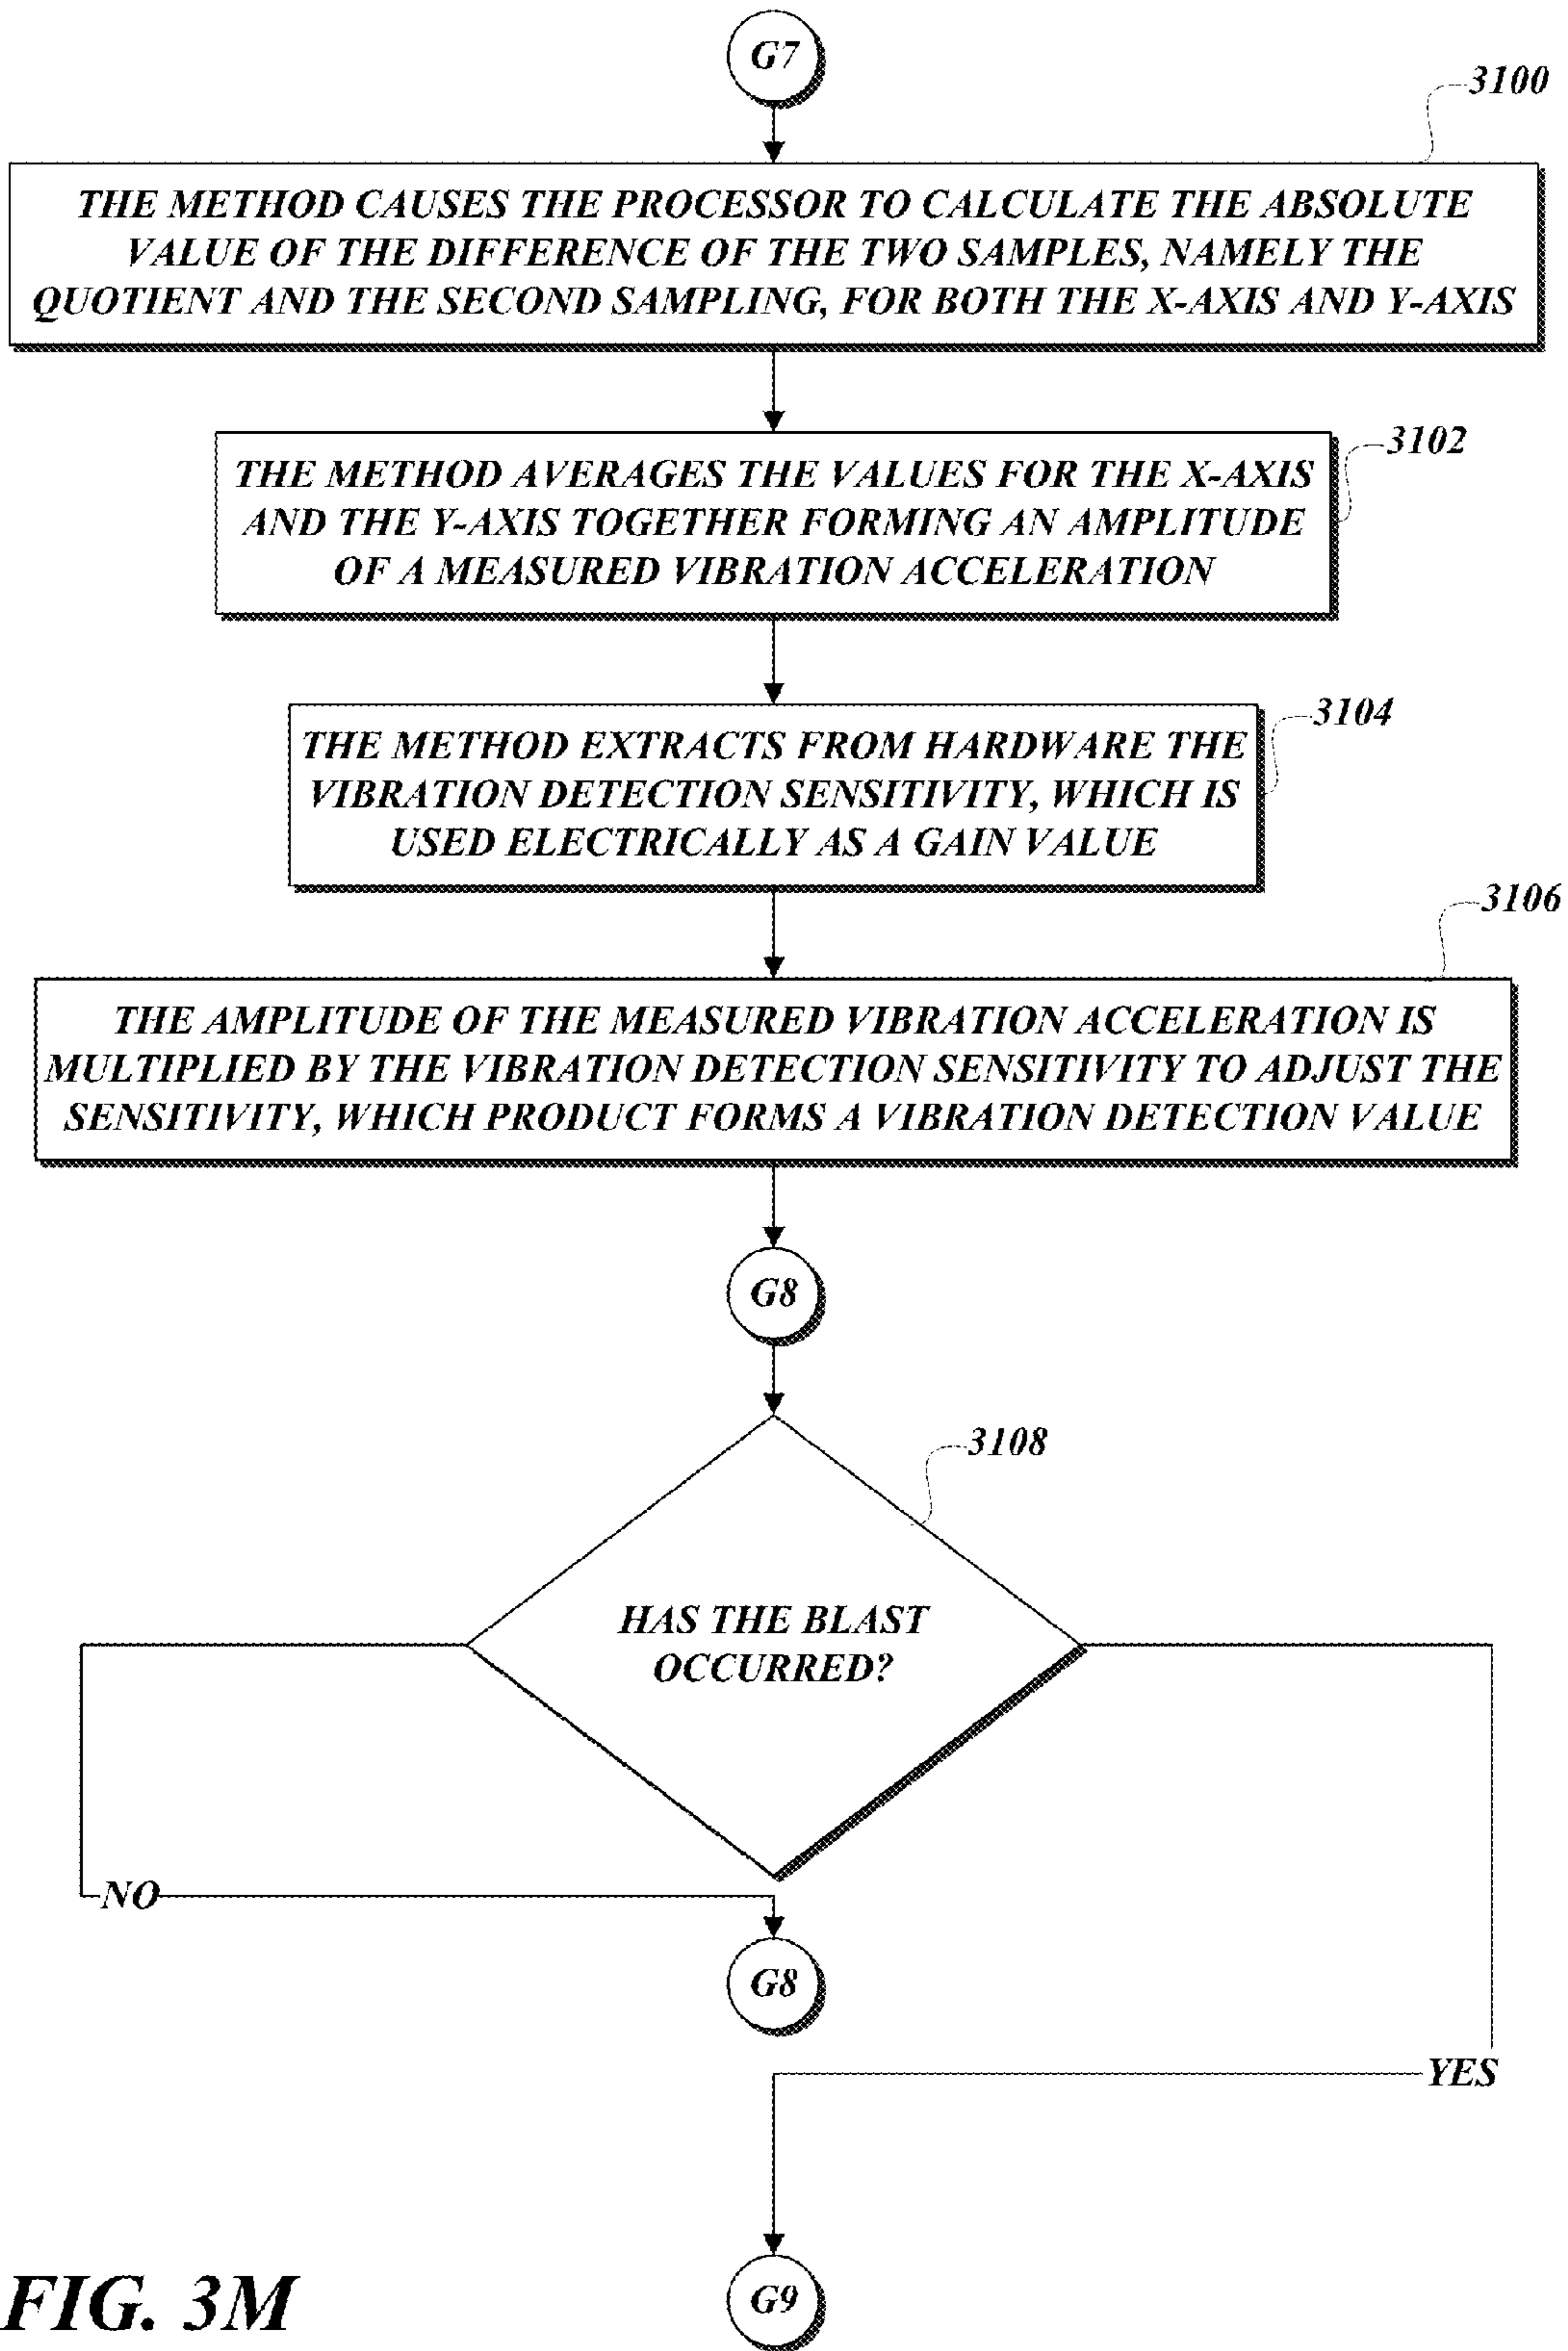 G7
3100
THE METHOD CAUSES THE PROCESSOR TO CALCULATE THE ABSOLUTE
VALUE OF THE DIFFERENCE OF THE TWO SAMPLES, NAMELY THE
QUOTIENT AND THE SECOND SAMPLING, FOR BOTH THE X-AXIS AND Y-AXIS
3102
THE METHOD AVERAGES THE VALUES FOR THE X-AXIS
AND THE Y-AXIS TOGETHER FORMING AN AMPLITUDE
OF A MEASURED VIBRATION ACCELERATION
3104
THE METHOD EXTRACTS FROM HARDWARE THE
VIBRATION DETECTION SENSITIVITY, WHICH IS
USED ELECTRICALLY AS A GAIN VALUE
3106
THE AMPLITUDE OF THE MEASURED VIBRATION ACCELERATION IS
MULTIPLIED BY THE VIBRATION DETECTION SENSITIVITY TO ADJUST THE
SENSITIVITY, WHICH PRODUCT FORMS A VIBRATION DETECTION VALUE
G8
3108
HAS THE BLAST
OCCURRED?
NO
G8
YES
G9
FIG. 3M